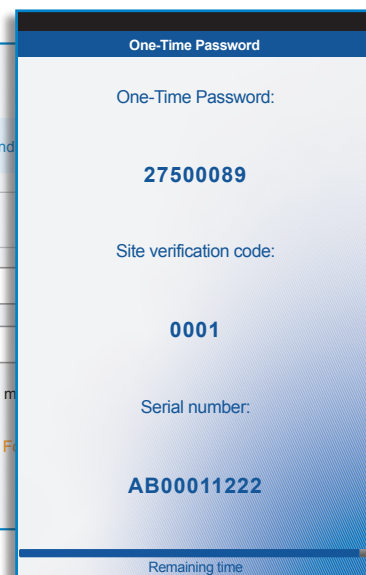 One-Time Password
One-Time Password:
27500089
Site verification code:
0001
Serial number:
AB00011222
Remaining time